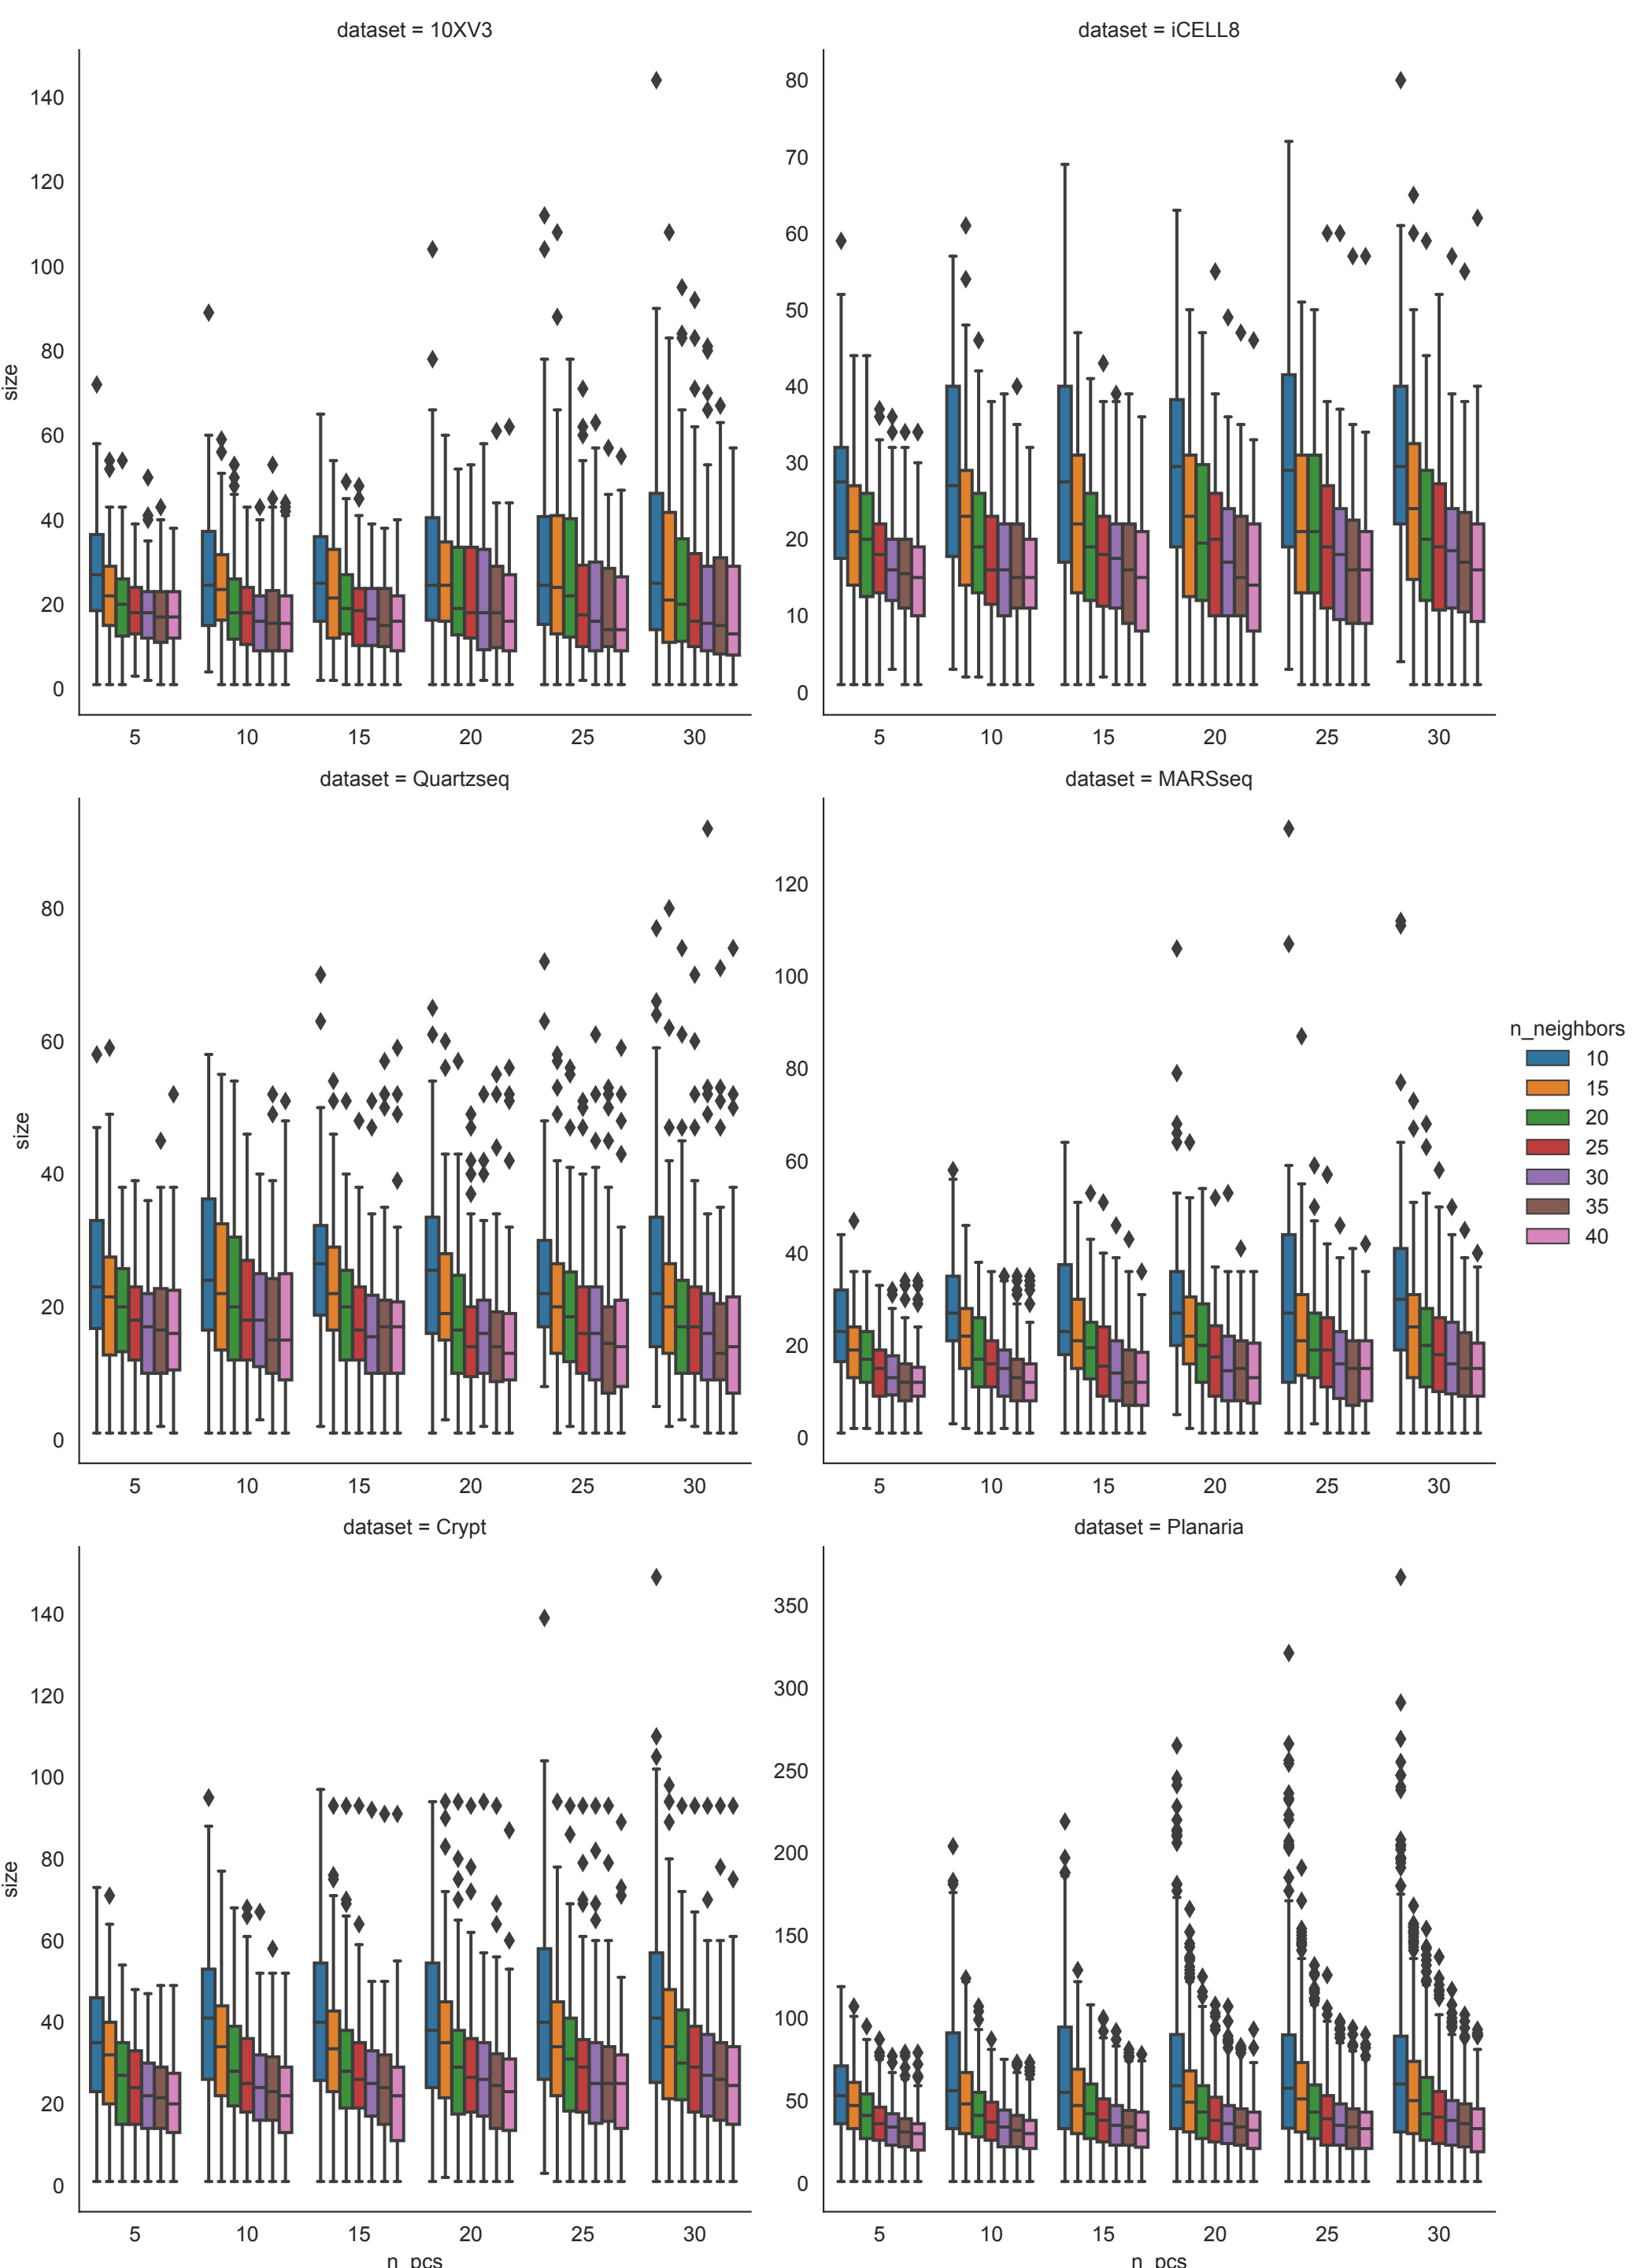 dataset = 10XV3
dataset = iCELL8
size
140
120
100
80
60
40
20
0
80
70
60
50
40
30
20
10
0
5 10 15 20 25 30
5 10 15 20 25 30
dataset = Quartzseq
dataset = MARSseq
size
80
60
40
20
0
120
100
80
60
40
20
0
5 10 15 20 25 30
5 10 15 20 25 30
n_neighbors
10
15
20
25
30
35
40
dataset = Crypt
dataset = Planaria
size
140
120
100
80
60
40
20
0
350
300
250
200
150
100
50
0
5 10 15 20 25 30
5 10 15 20 25 30
n_pcs
n_pcs